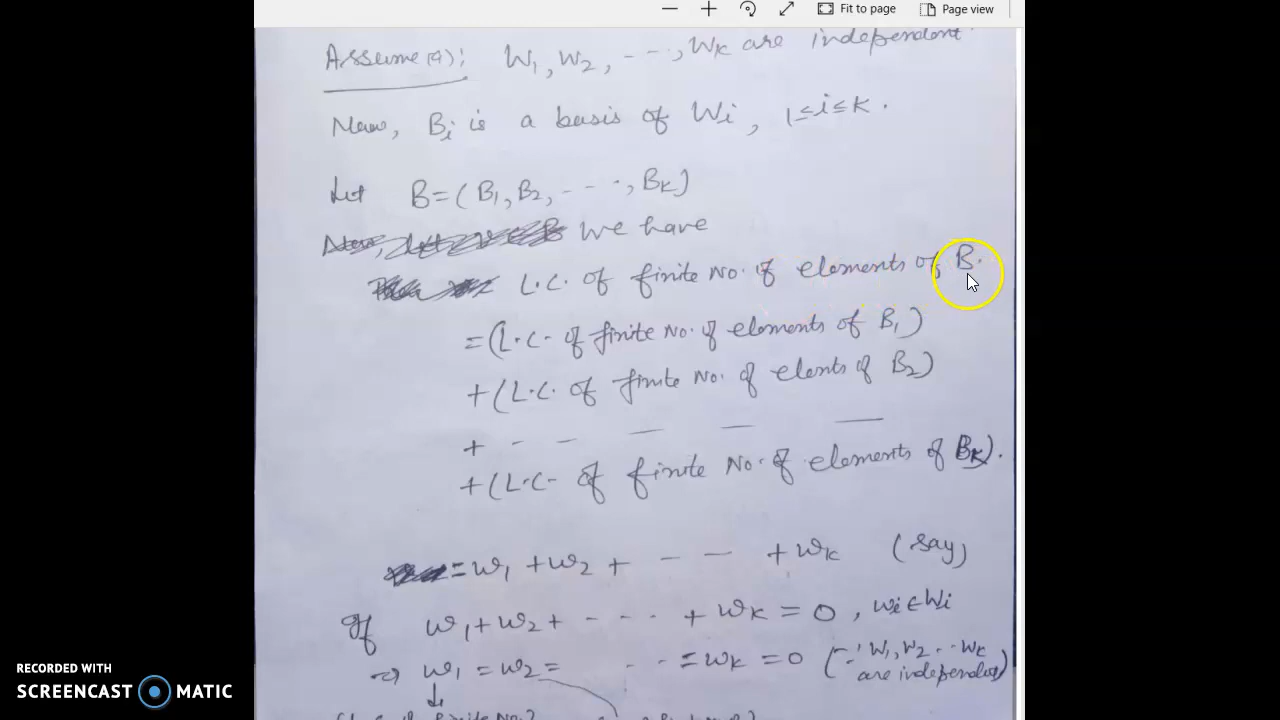 Fit to page Page view
Assume (a): W1, W2, - - -, Wk are independent.
Now, Bi is a basis of Wi, 1≤i≤k.
Let B=(B1, B2, - - - , Bk)
We have
L.C. of finite No. of elements of B.
=(L.C. of finite No. of elements of B1)
+(L.C. of finite No. of elents of B2)
+ - - — — —
+(L.C. of finite No. of elements of Bk).
=w1 +w2 + - - +wk (say)
If w1+w2+ - - - + wk = 0, wi∈Wi
=> w1 = w2 = - - = wk = 0 (∵ W1, W2 .. Wk
are independent)
RECORDED WITH
SCREENCAST MATIC